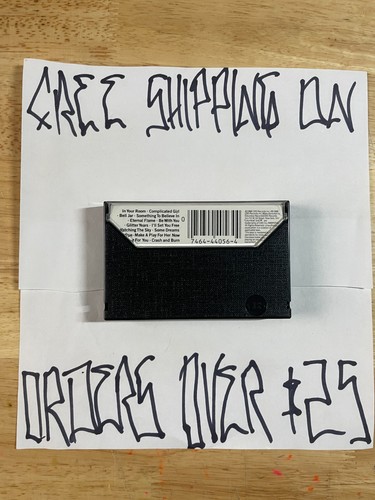 FREE SHIPPING ON
In Your Room · Complicated Girl
Bell Jar · Something To Believe In
Eternal Flame · Be With You
Glitter Years · I'll Set You Free
Watching The Sky · Some Dreams
True · Make A Play For Her Now
For You · Crash and Burn
7464-44056-4
ORDERS OVER $25